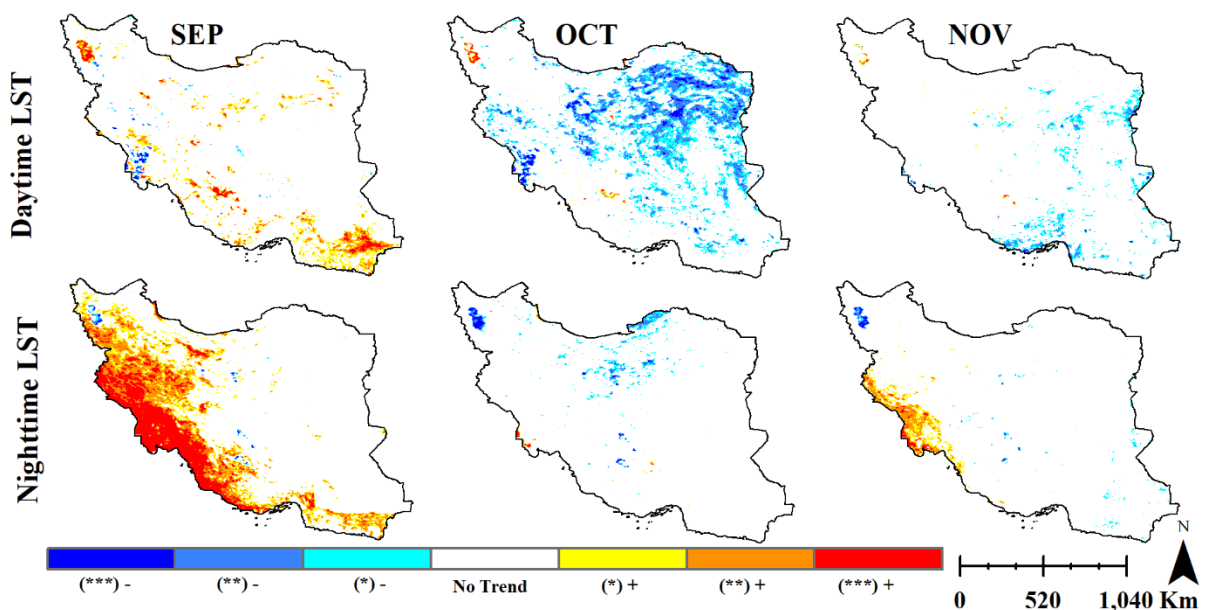 SEP OCT NOV
Daytime LST
Nighttime LST
N
(***) - (**) - (*) - No Trend (*) + (**) + (***) +
0 520 1,040 Km